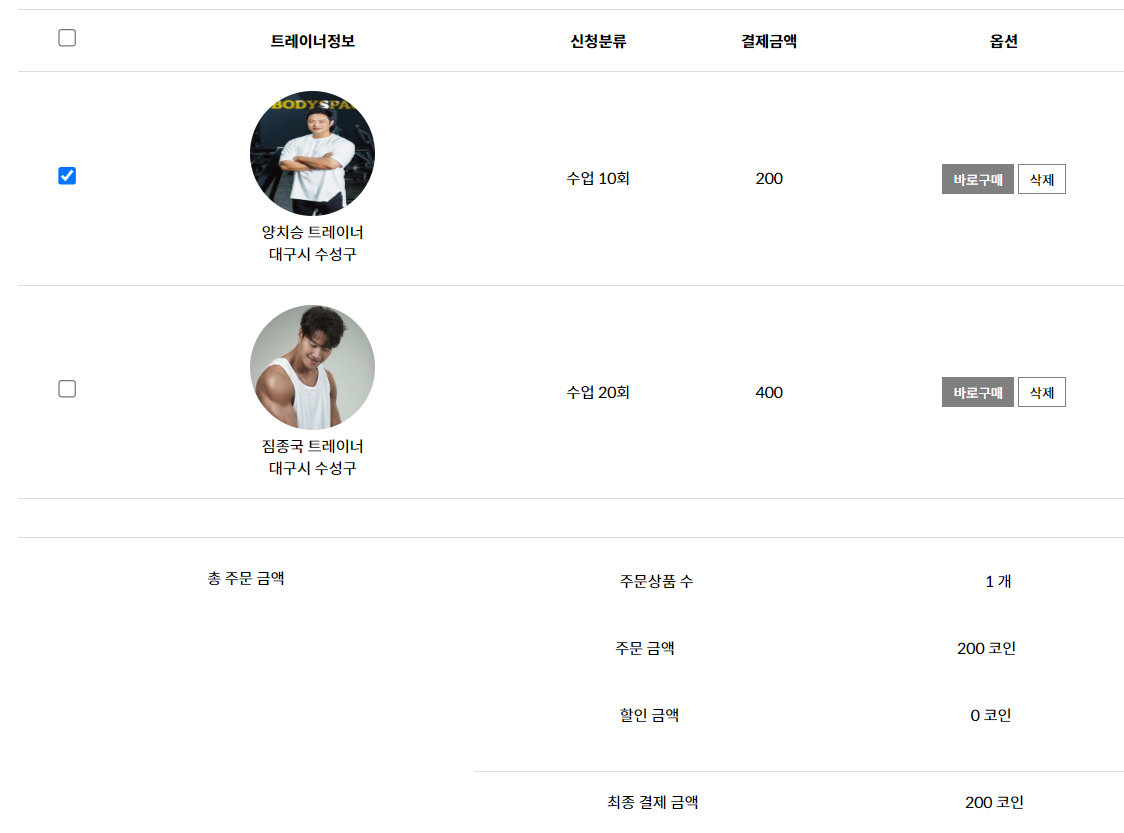 트레이너정보 신청분류 결제금액 옵션
BODYSPA
수업 10회 200 바로구매 삭제
양치승 트레이너
대구시 수성구
수업 20회 400 바로구매 삭제
짐종국 트레이너
대구시 수성구
총 주문 금액 주문상품 수 1 개
주문 금액 200 코인
할인 금액 0 코인
최종 결제 금액 200 코인